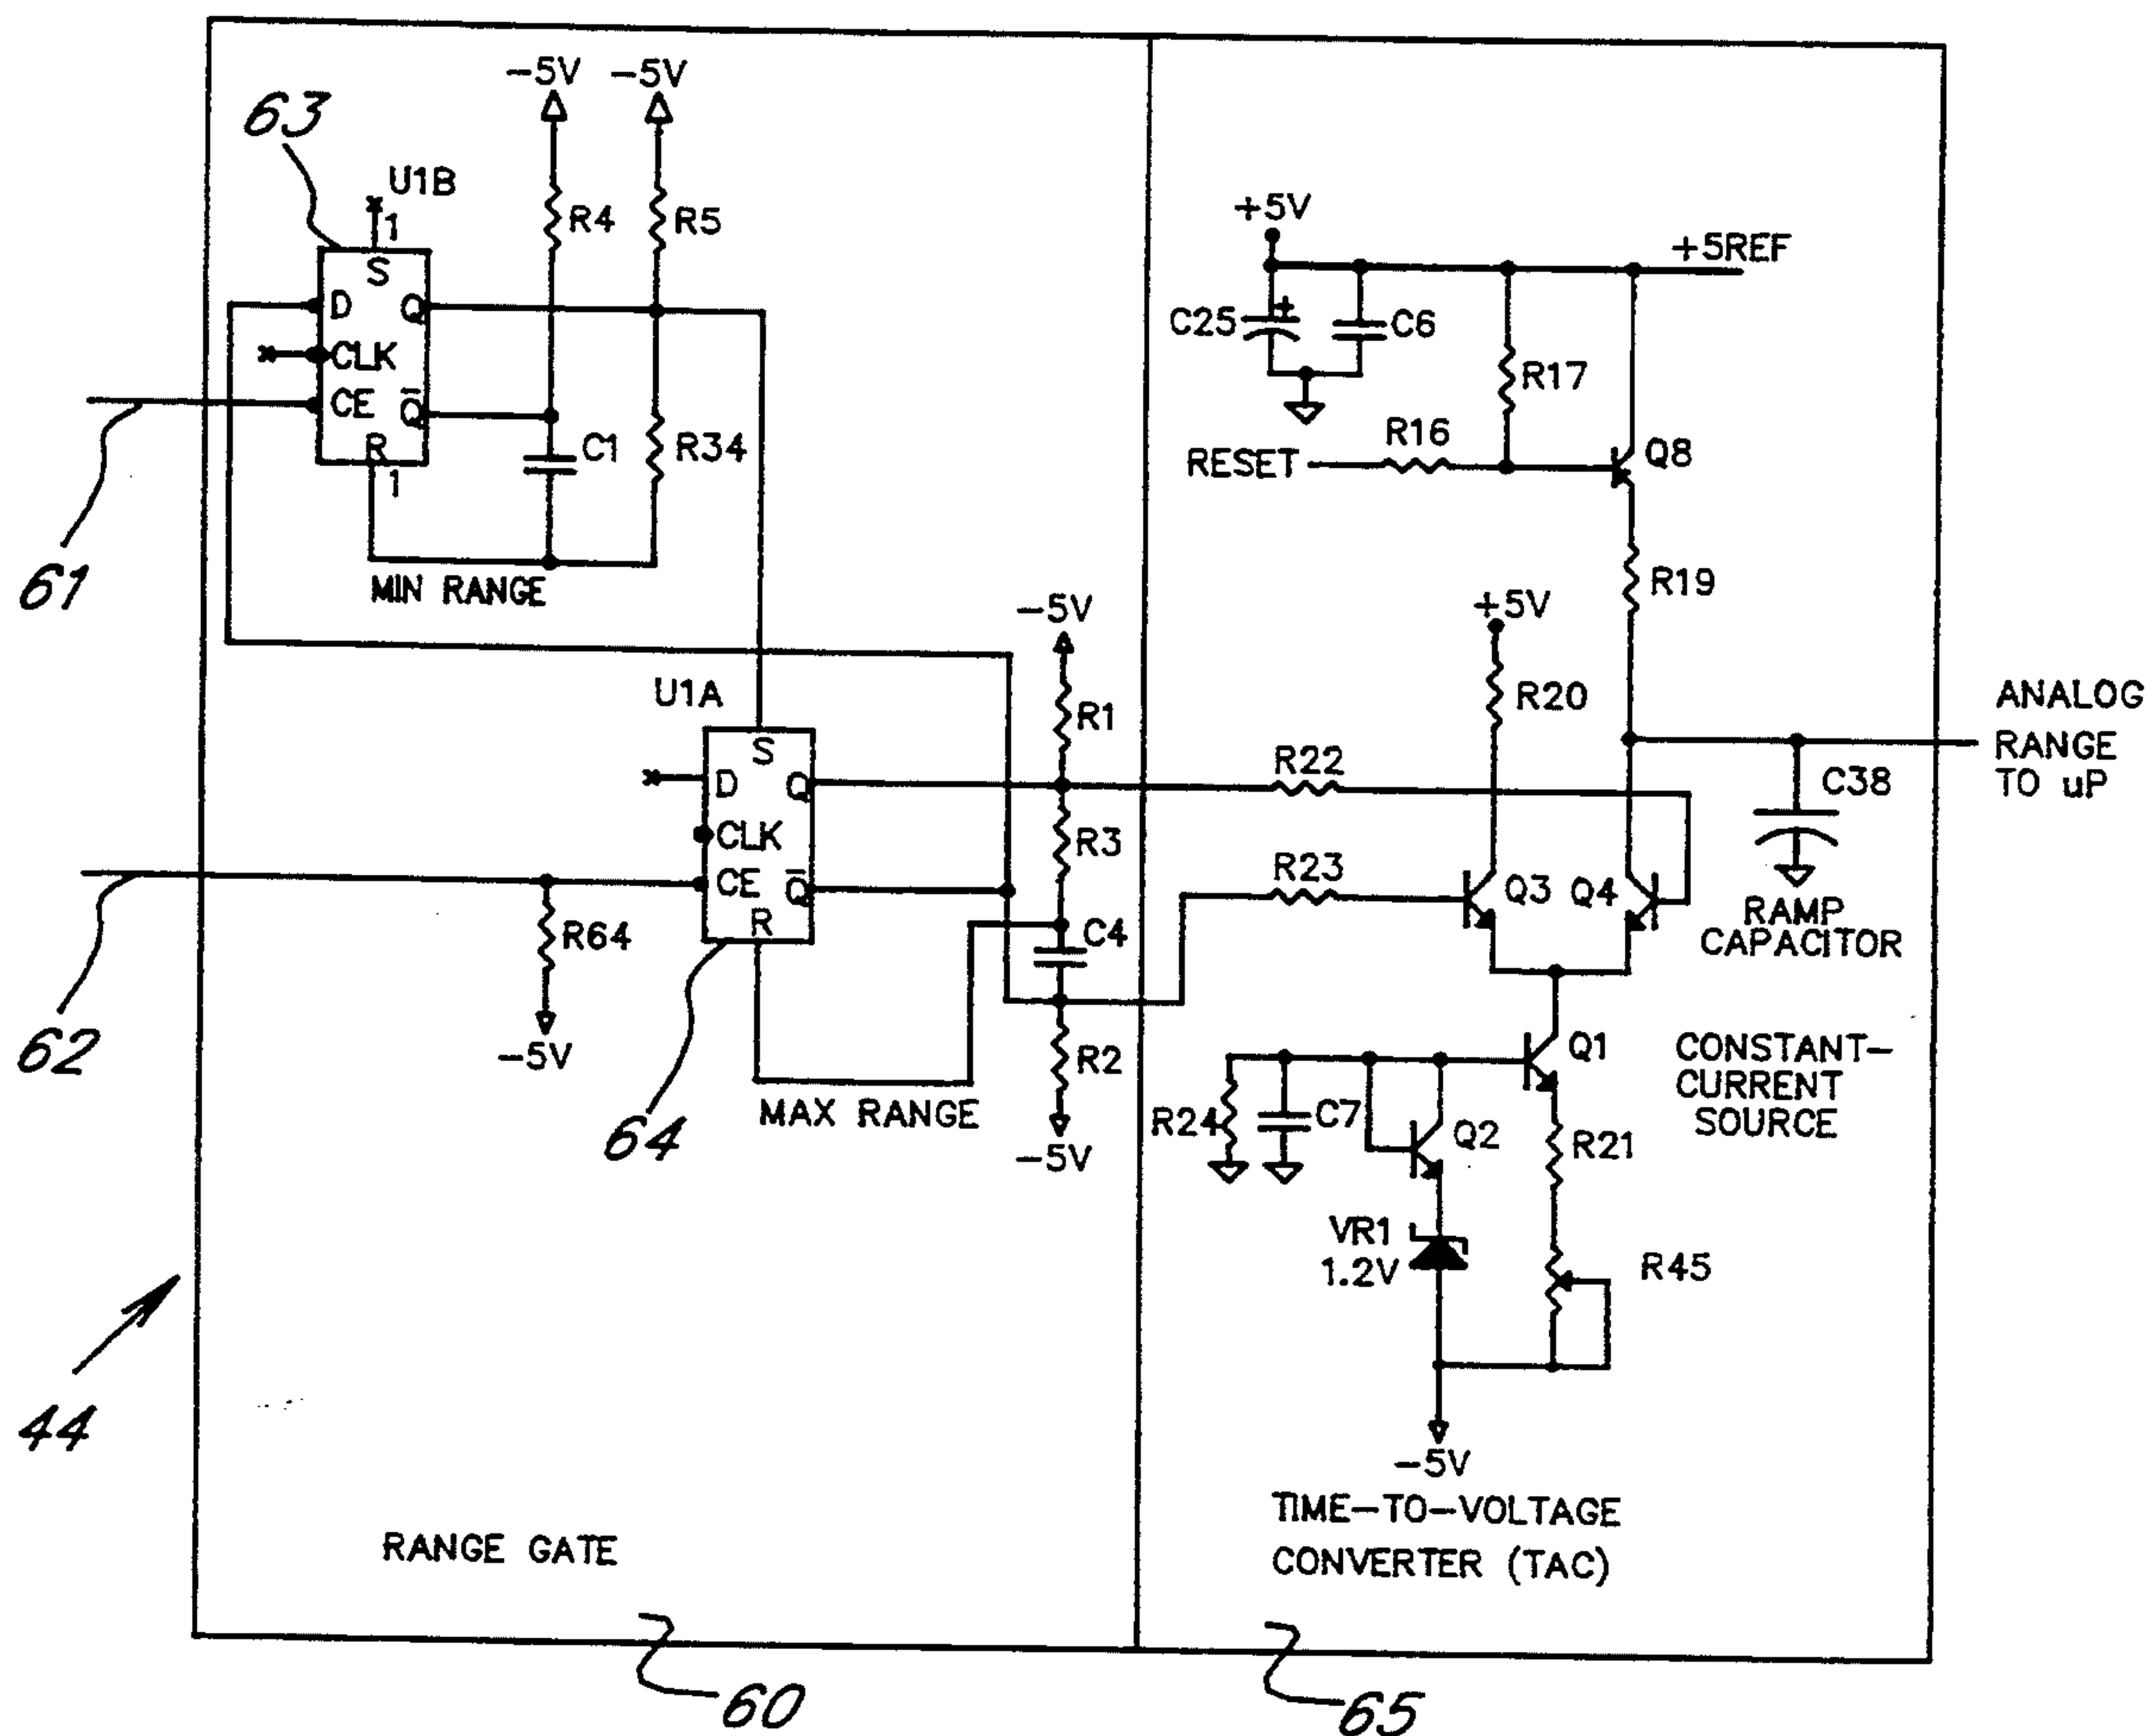 -5V -5V
63
U1B
1
S
R4
R5
D Q
CLK
CE Q̅
R
1
C1
R34
61
MIN RANGE
+5V
+5REF
C25
+
C6
R17
R16
RESET
Q8
R19
-5V
+5V
U1A
R1
R20
ANALOG
RANGE
TO uP
S
D Q
CLK
CE Q̅
R
R22
C38
R3
R23
Q3 Q4
RAMP
CAPACITOR
R64
C4
62
-5V
R2
Q1
CONSTANT-
CURRENT
SOURCE
MAX RANGE
64
R24
C7
Q2
R21
-5V
VR1
1.2V
R45
44
-5V
TIME-TO-VOLTAGE
CONVERTER (TAC)
RANGE GATE
60
65